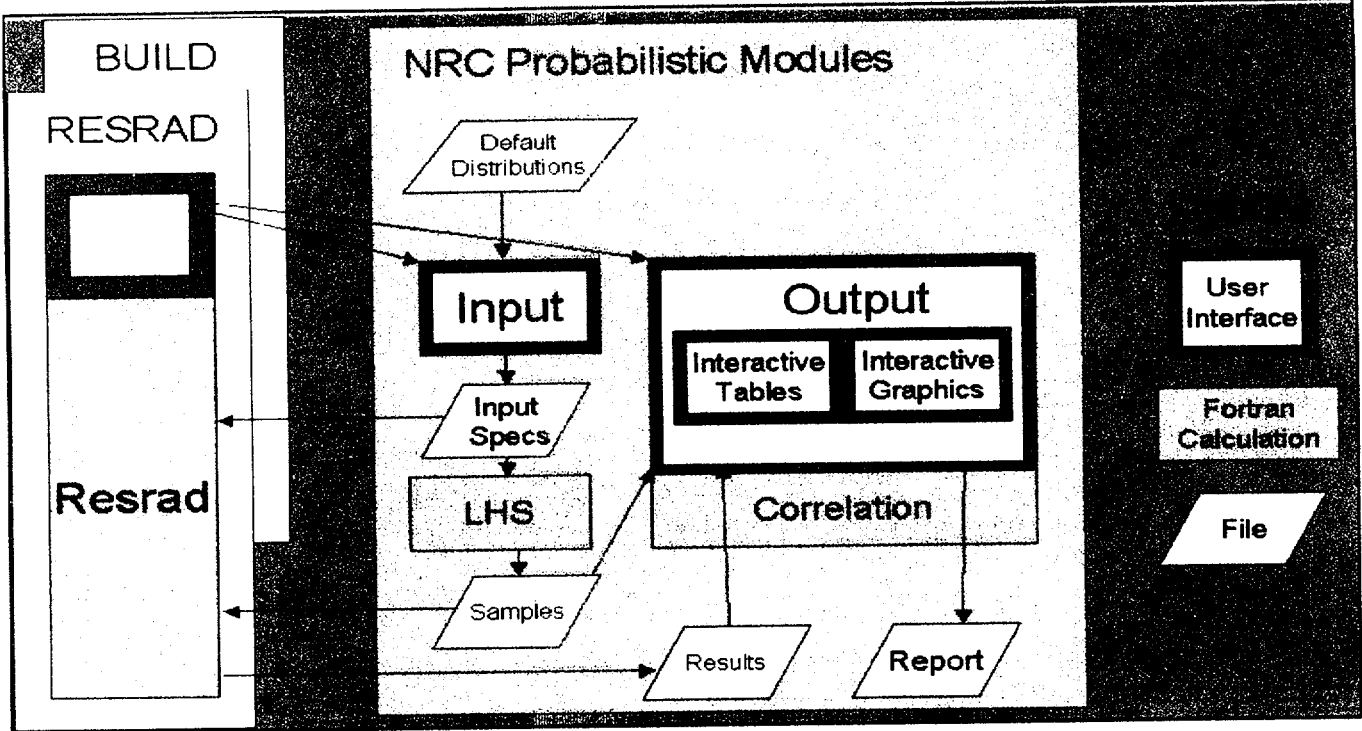 BUILD
RESRAD
Resrad
NRC Probabilistic Modules
Default
Distributions
Input
Input
Specs
LHS
Samples
Output
Interactive
Tables
Interactive
Graphics
Correlation
Results
Report
User
Interface
Fortran
Calculation
File